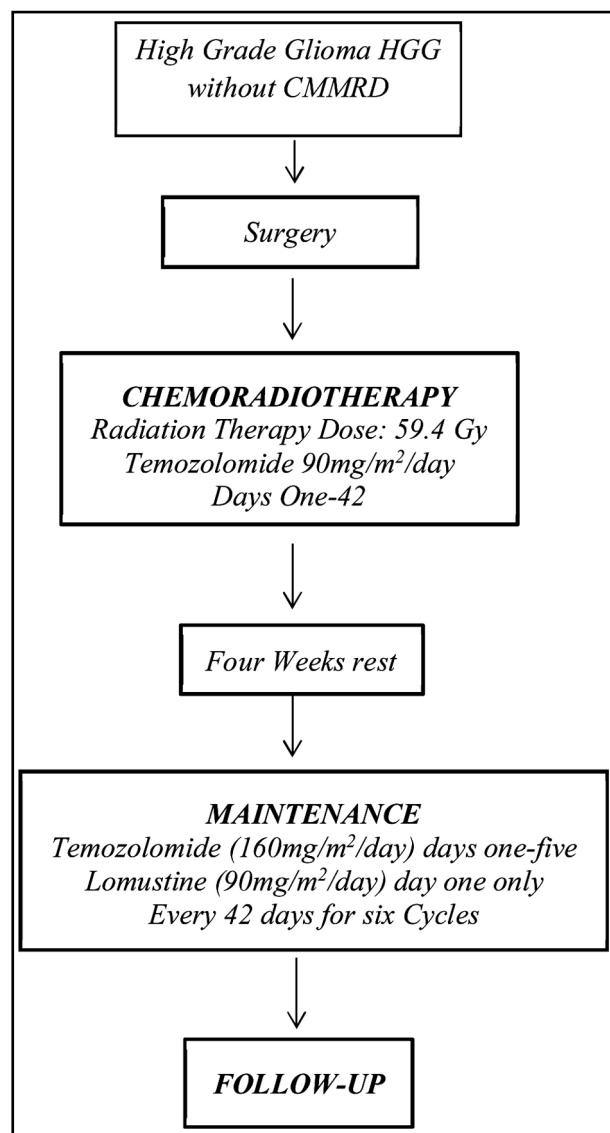 High Grade Glioma HGG
without CMMRD
Surgery
CHEMORADIOTHERAPY
Radiation Therapy Dose: 59.4 Gy
Temozolomide 90mg/m²/day
Days One-42
Four Weeks rest
MAINTENANCE
Temozolomide (160mg/m²/day) days one-five
Lomustine (90mg/m²/day) day one only
Every 42 days for six Cycles
FOLLOW-UP